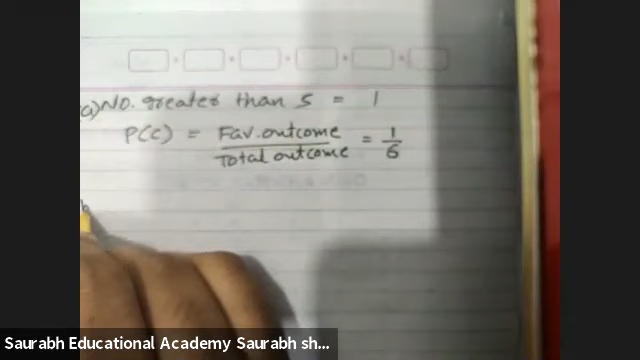 a) No. greater than 5 = 1
P(C) = Fav.outcome / Total outcome = 1/6
Saurabh Educational Academy Saurabh sh...